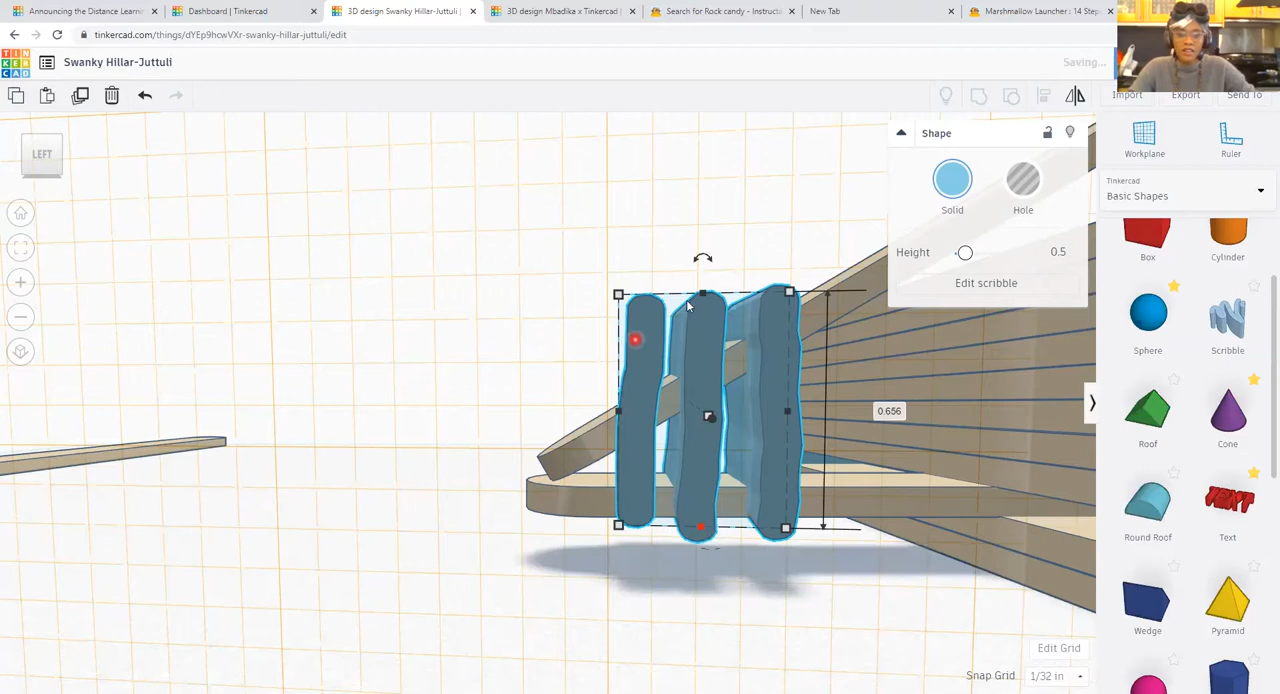 Announcing the Distance Learni
Dashboard | Tinkercad
3D design Swanky Hillar-Juttuli |
3D design Mbadika x Tinkercad |
Search for Rock candy - Instructa
New Tab
Marshmallow Launcher : 14 Step
tinkercad.com/things/dYEp9hcwVXr-swanky-hillar-juttuli/edit
TIN
KER
CAD
Swanky Hillar-Juttuli
Saving...
Import
Export
Send To
LEFT
Shape
Solid
Hole
Height
0.5
Edit scribble
Workplane
Ruler
Tinkercad
Basic Shapes
Box
Cylinder
Sphere
Scribble
Roof
Cone
TEXT
Round Roof
Text
Wedge
Pyramid
0.656
Edit Grid
Snap Grid
1/32 in